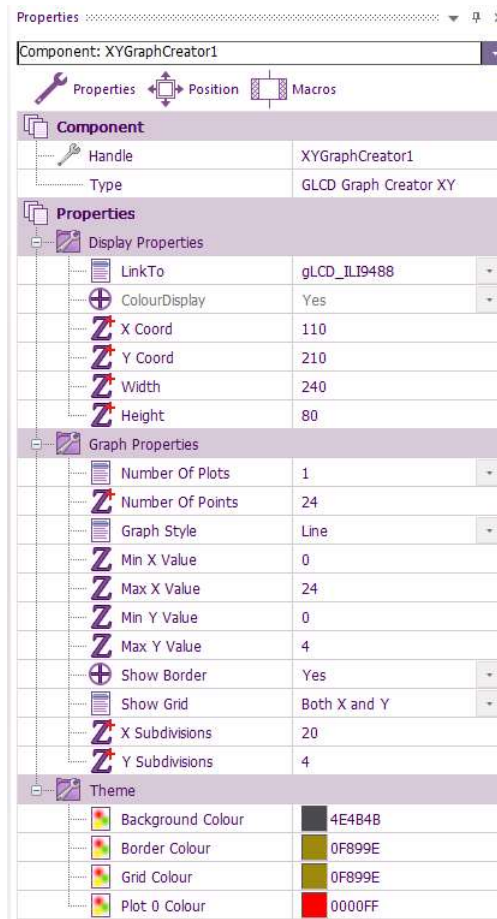 Properties
Component: XYGraphCreator1
Properties Position Macros
Component
Handle XYGraphCreator1
Type GLCD Graph Creator XY
Properties
Display Properties
LinkTo gLCD_ILI9488
ColourDisplay Yes
X Coord 110
Y Coord 210
Width 240
Height 80
Graph Properties
Number Of Plots 1
Number Of Points 24
Graph Style Line
Min X Value 0
Max X Value 24
Min Y Value 0
Max Y Value 4
Show Border Yes
Show Grid Both X and Y
X Subdivisions 20
Y Subdivisions 4
Theme
Background Colour 4E4B4B
Border Colour 0F899E
Grid Colour 0F899E
Plot 0 Colour 0000FF